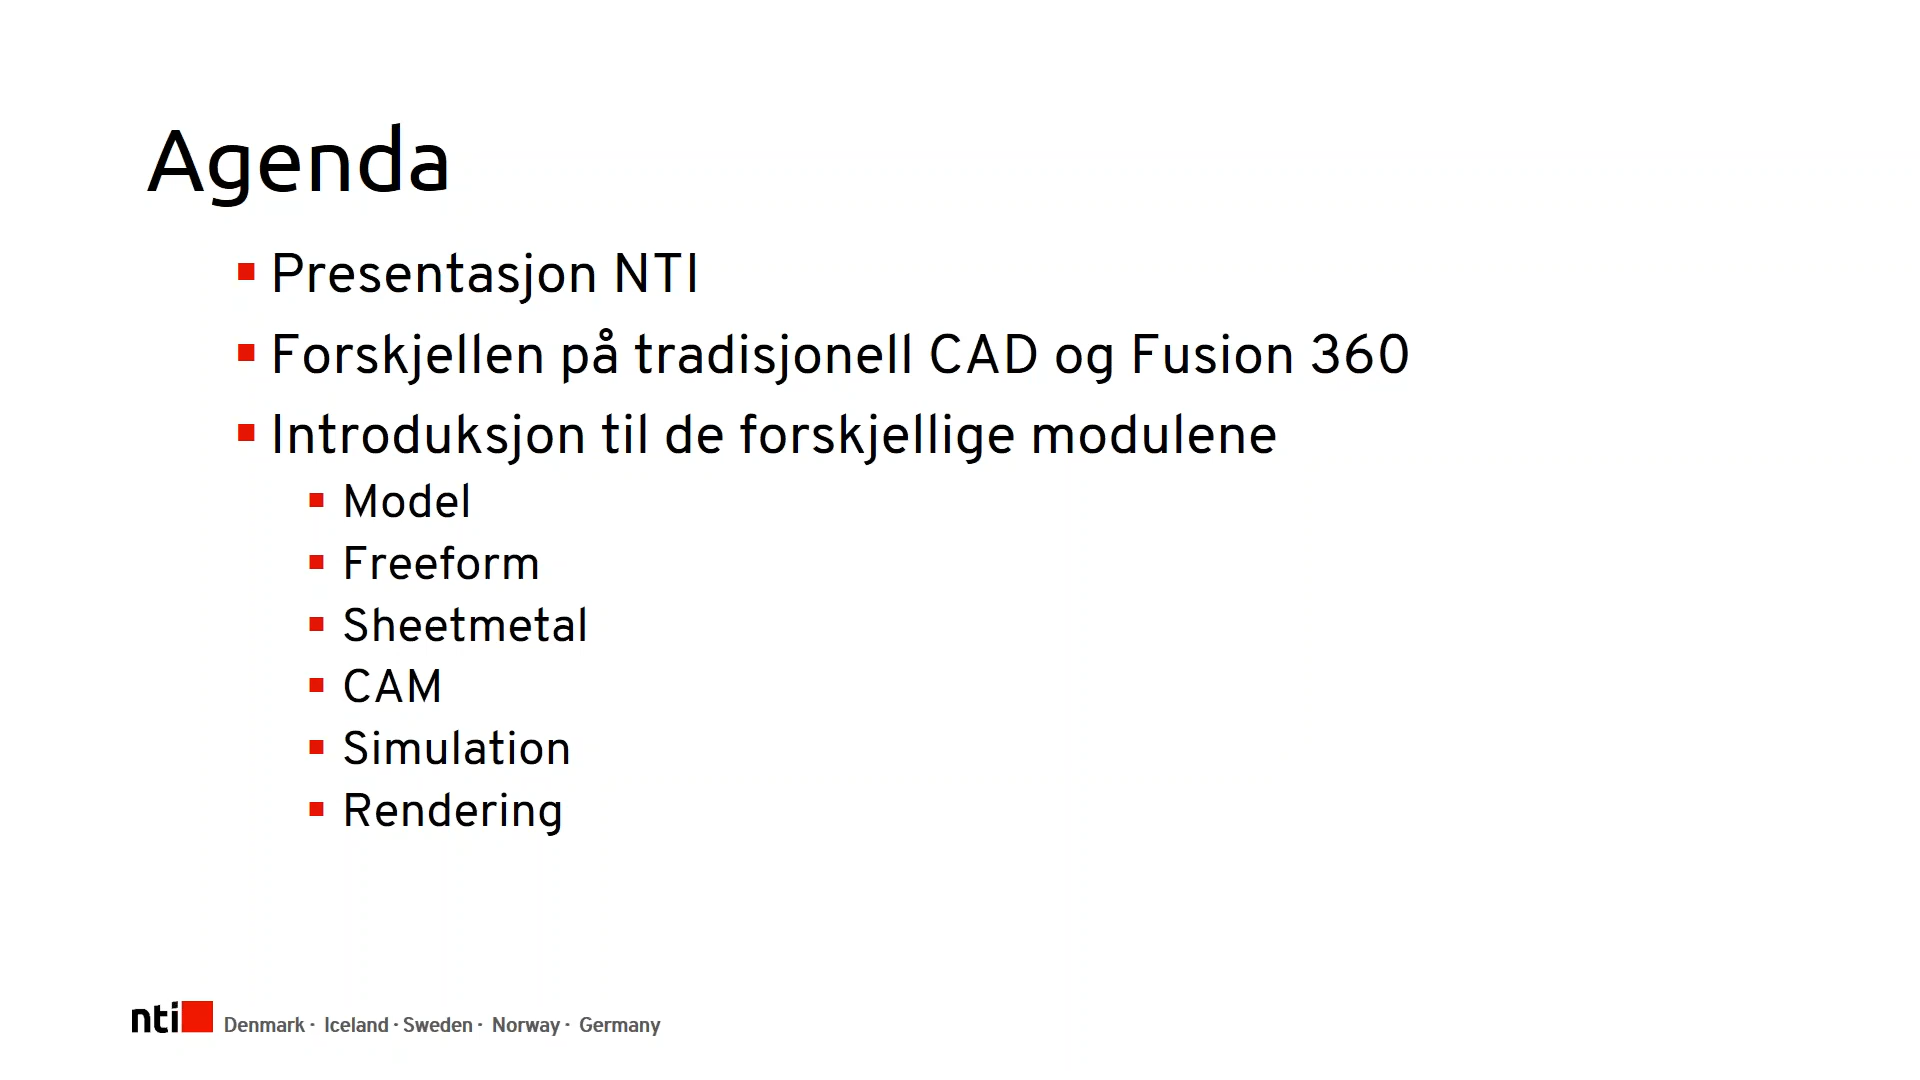 Agenda
Presentasjon NTI
Forskjellen på tradisjonell CAD og Fusion 360
Introduksjon til de forskjellige modulene
Model
Freeform
Sheetmetal
CAM
Simulation
Rendering
nti Denmark · Iceland · Sweden · Norway · Germany